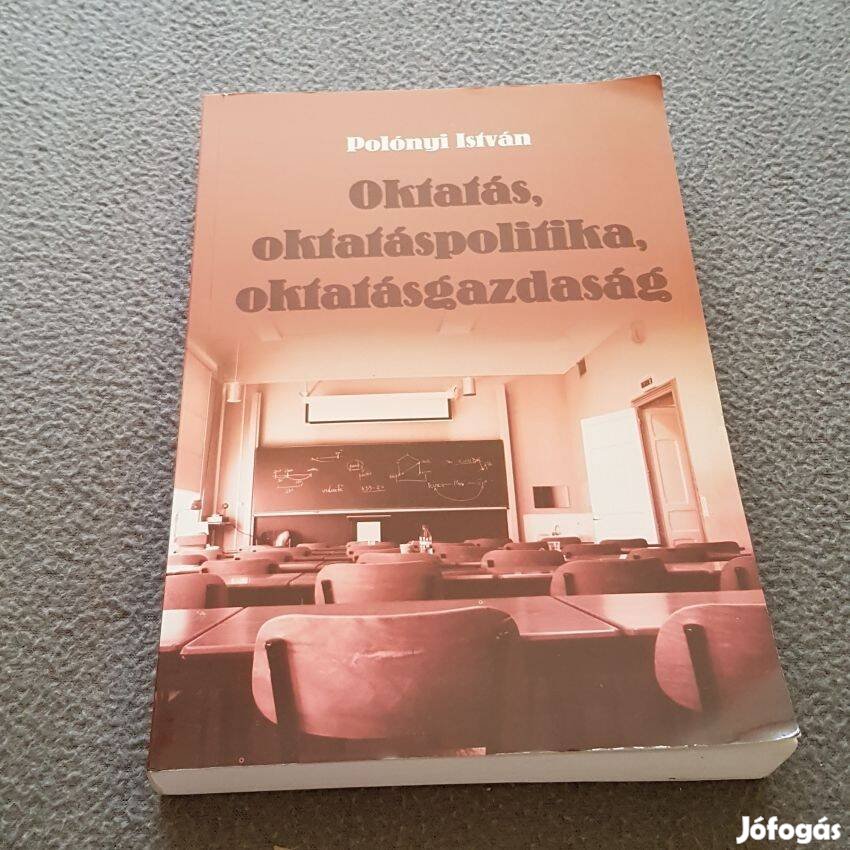 Polónyi István
Oktatás,
oktatáspolitika,
oktatásgazdaság
Jófogás